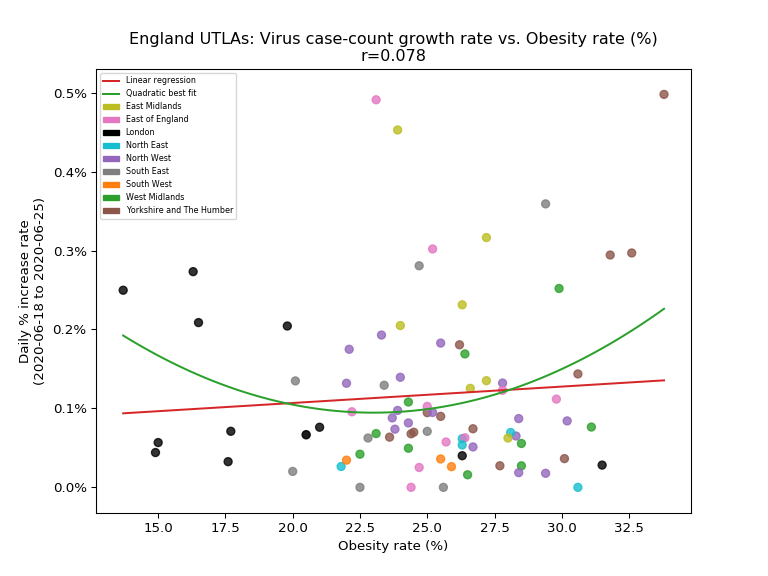 England UTLAs: Virus case-count growth rate vs. Obesity rate (%)
r=0.078
Linear regression
Quadratic best fit
East Midlands
East of England
London
North East
North West
South East
South West
West Midlands
Yorkshire and The Humber
0.5%
0.4%
0.3%
0.2%
0.1%
0.0%
Daily % increase rate
(2020-06-18 to 2020-06-25)
15.0 17.5 20.0 22.5 25.0 27.5 30.0 32.5
Obesity rate (%)